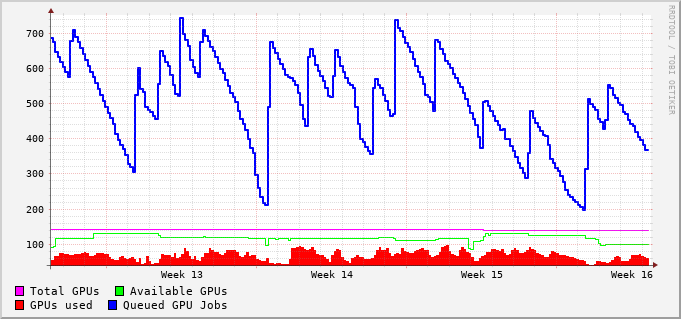 700
600
500
400
300
200
100
Week 13 Week 14 Week 15 Week 16
Total GPUs Available GPUs
GPUs used Queued GPU Jobs
RRDTOOL / TOBI OETIKER